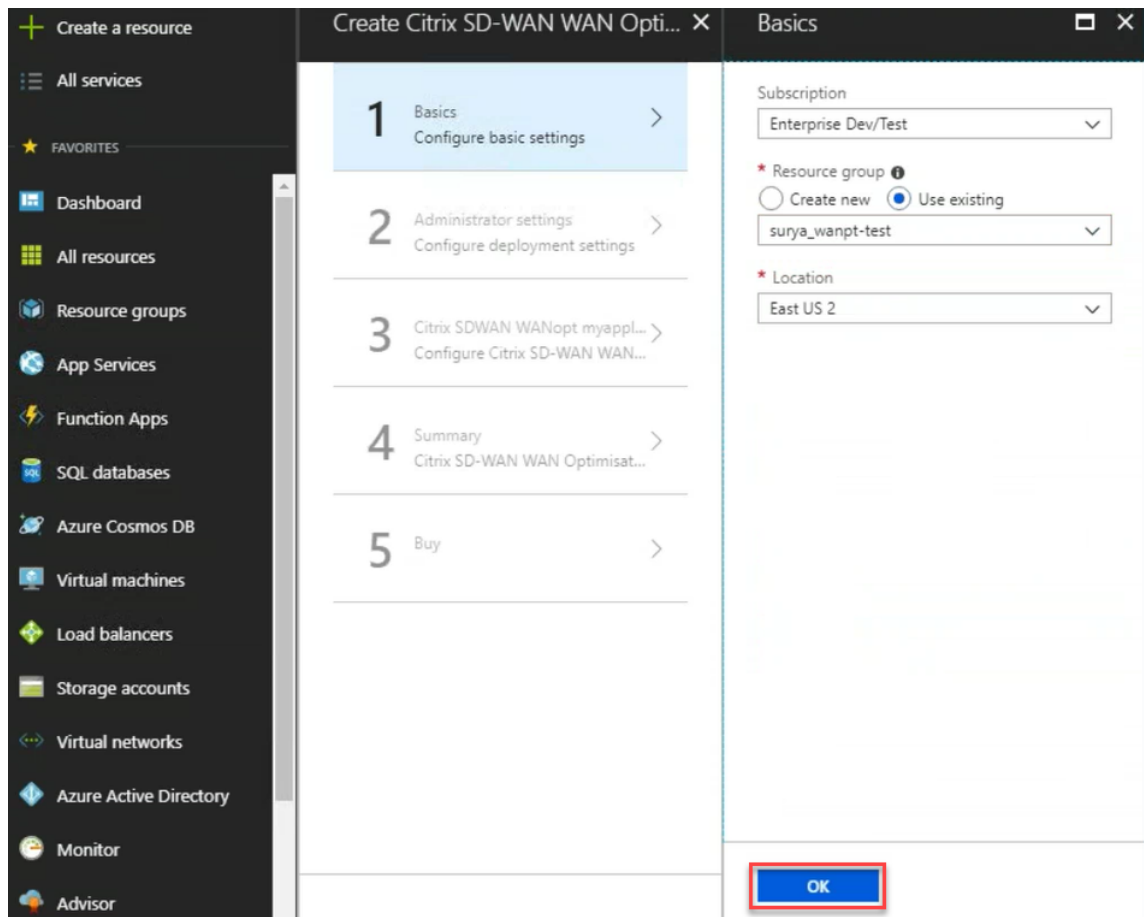 Create a resource
All services
FAVORITES
Dashboard
All resources
Resource groups
App Services
Function Apps
SQL databases
Azure Cosmos DB
Virtual machines
Load balancers
Storage accounts
Virtual networks
Azure Active Directory
Monitor
Advisor
Create Citrix SD-WAN WAN Opti...
1
Basics
Configure basic settings
2
Administrator settings
Configure deployment settings
3
Citrix SDWAN WANopt myappl...
Configure Citrix SD-WAN WAN...
4
Summary
Citrix SD-WAN WAN Optimisat...
5
Buy
Basics
Subscription
Enterprise Dev/Test
* Resource group
Create new Use existing
surya_wanpt-test
* Location
East US 2
OK